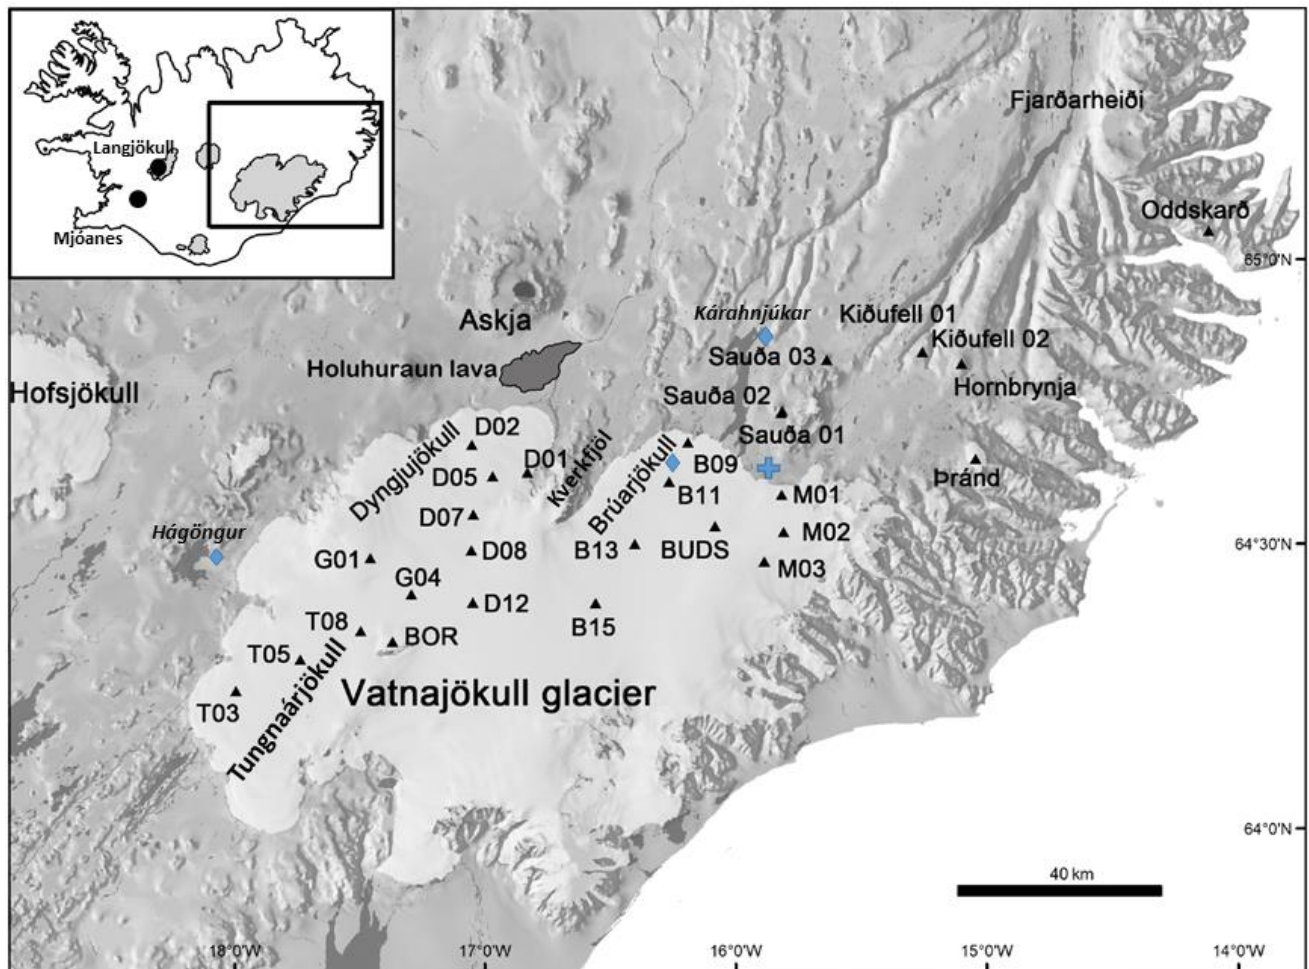 Langjökull
Mjóanes
Fjarðarheiði
Oddskarð
65°0'N
Kárahnjúkar
Kiðufell 01
Askja
Kiðufell 02
Sauða 03
Holuhuraun lava
Hornbrynja
Hofsjökull
Sauða 02
D02
Sauða 01
Dyngjujökull
D01
Kverkfjöl
Brúarjökull
B09
Þránd
D05
B11
M01
D07
Hágöngur
M02
64°30'N
G01
D08
B13
BUDS
M03
G04
D12
T08
B15
BOR
T05
Vatnajökull glacier
T03
Tungnaárjökull
64°0'N
40 km
18°0'W
17°0'W
16°0'W
15°0'W
14°0'W